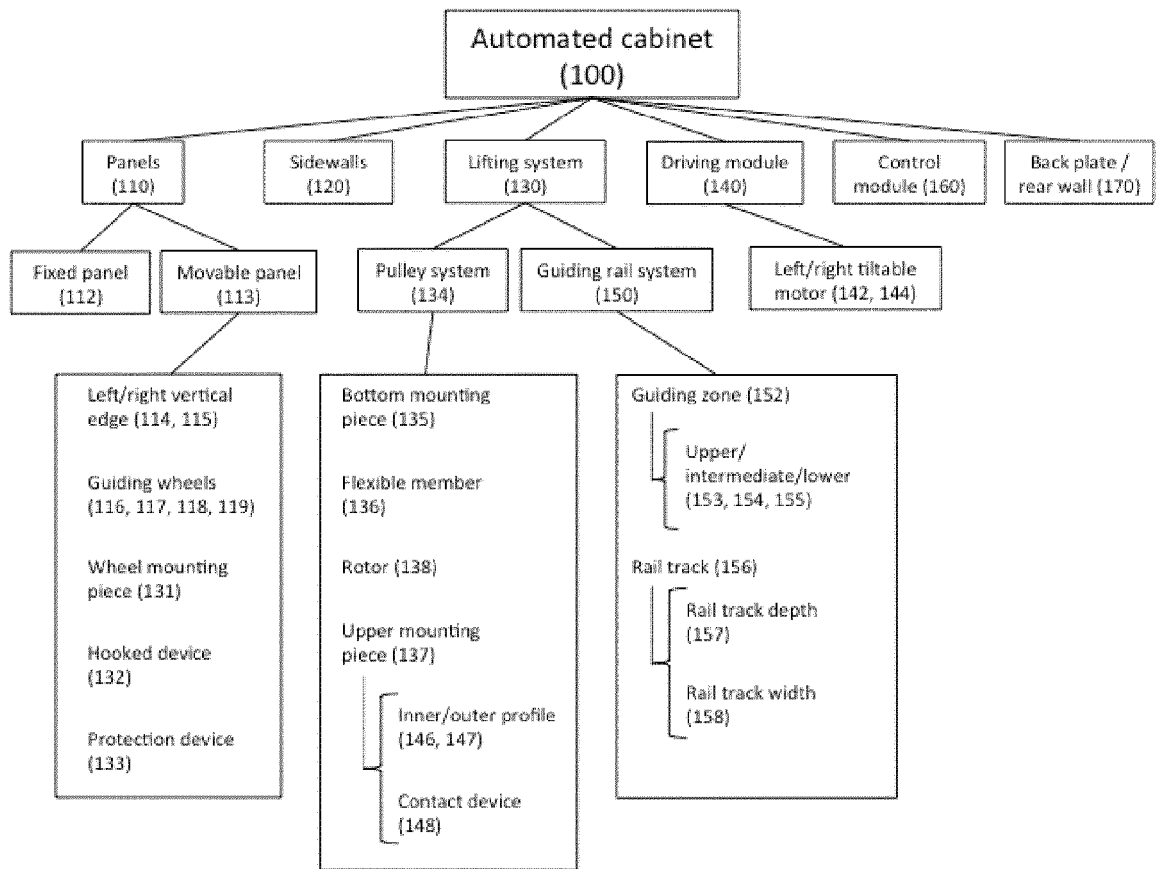 Automated cabinet
(100)
Panels
(110)
Sidewalls
(120)
Lifting system
(130)
Driving module
(140)
Control
module (160)
Back plate /
rear wall (170)
Fixed panel
(112)
Movable panel
(113)
Pulley system
(134)
Guiding rail system
(150)
Left/right tiltable
motor (142, 144)
Left/right vertical
edge (114, 115)
Guiding wheels
(116, 117, 118, 119)
Wheel mounting
piece (131)
Hooked device
(132)
Protection device
(133)
Bottom mounting
piece (135)
Flexible member
(136)
Rotor (138)
Upper mounting
piece (137)
Inner/outer profile
(146, 147)
Contact device
(148)
Guiding zone (152)
Upper/
intermediate/lower
(153, 154, 155)
Rail track (156)
Rail track depth
(157)
Rail track width
(158)